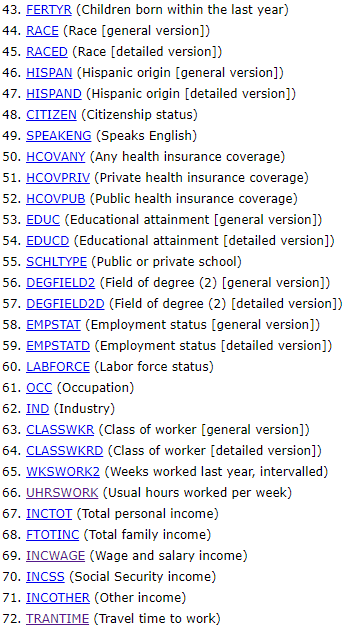 43. FERTYR (Children born within the last year)
44. RACE (Race [general version])
45. RACED (Race [detailed version])
46. HISPAN (Hispanic origin [general version])
47. HISPAND (Hispanic origin [detailed version])
48. CITIZEN (Citizenship status)
49. SPEAKENG (Speaks English)
50. HCOVANY (Any health insurance coverage)
51. HCOVPRIV (Private health insurance coverage)
52. HCOVPUB (Public health insurance coverage)
53. EDUC (Educational attainment [general version])
54. EDUCD (Educational attainment [detailed version])
55. SCHLTYPE (Public or private school)
56. DEGFIELD2 (Field of degree (2) [general version])
57. DEGFIELD2D (Field of degree (2) [detailed version])
58. EMPSTAT (Employment status [general version])
59. EMPSTATD (Employment status [detailed version])
60. LABFORCE (Labor force status)
61. OCC (Occupation)
62. IND (Industry)
63. CLASSWKR (Class of worker [general version])
64. CLASSWKRD (Class of worker [detailed version])
65. WKSWORK2 (Weeks worked last year, intervalled)
66. UHRSWORK (Usual hours worked per week)
67. INCTOT (Total personal income)
68. FTOTINC (Total family income)
69. INCWAGE (Wage and salary income)
70. INCSS (Social Security income)
71. INCOTHER (Other income)
72. TRANTIME (Travel time to work)